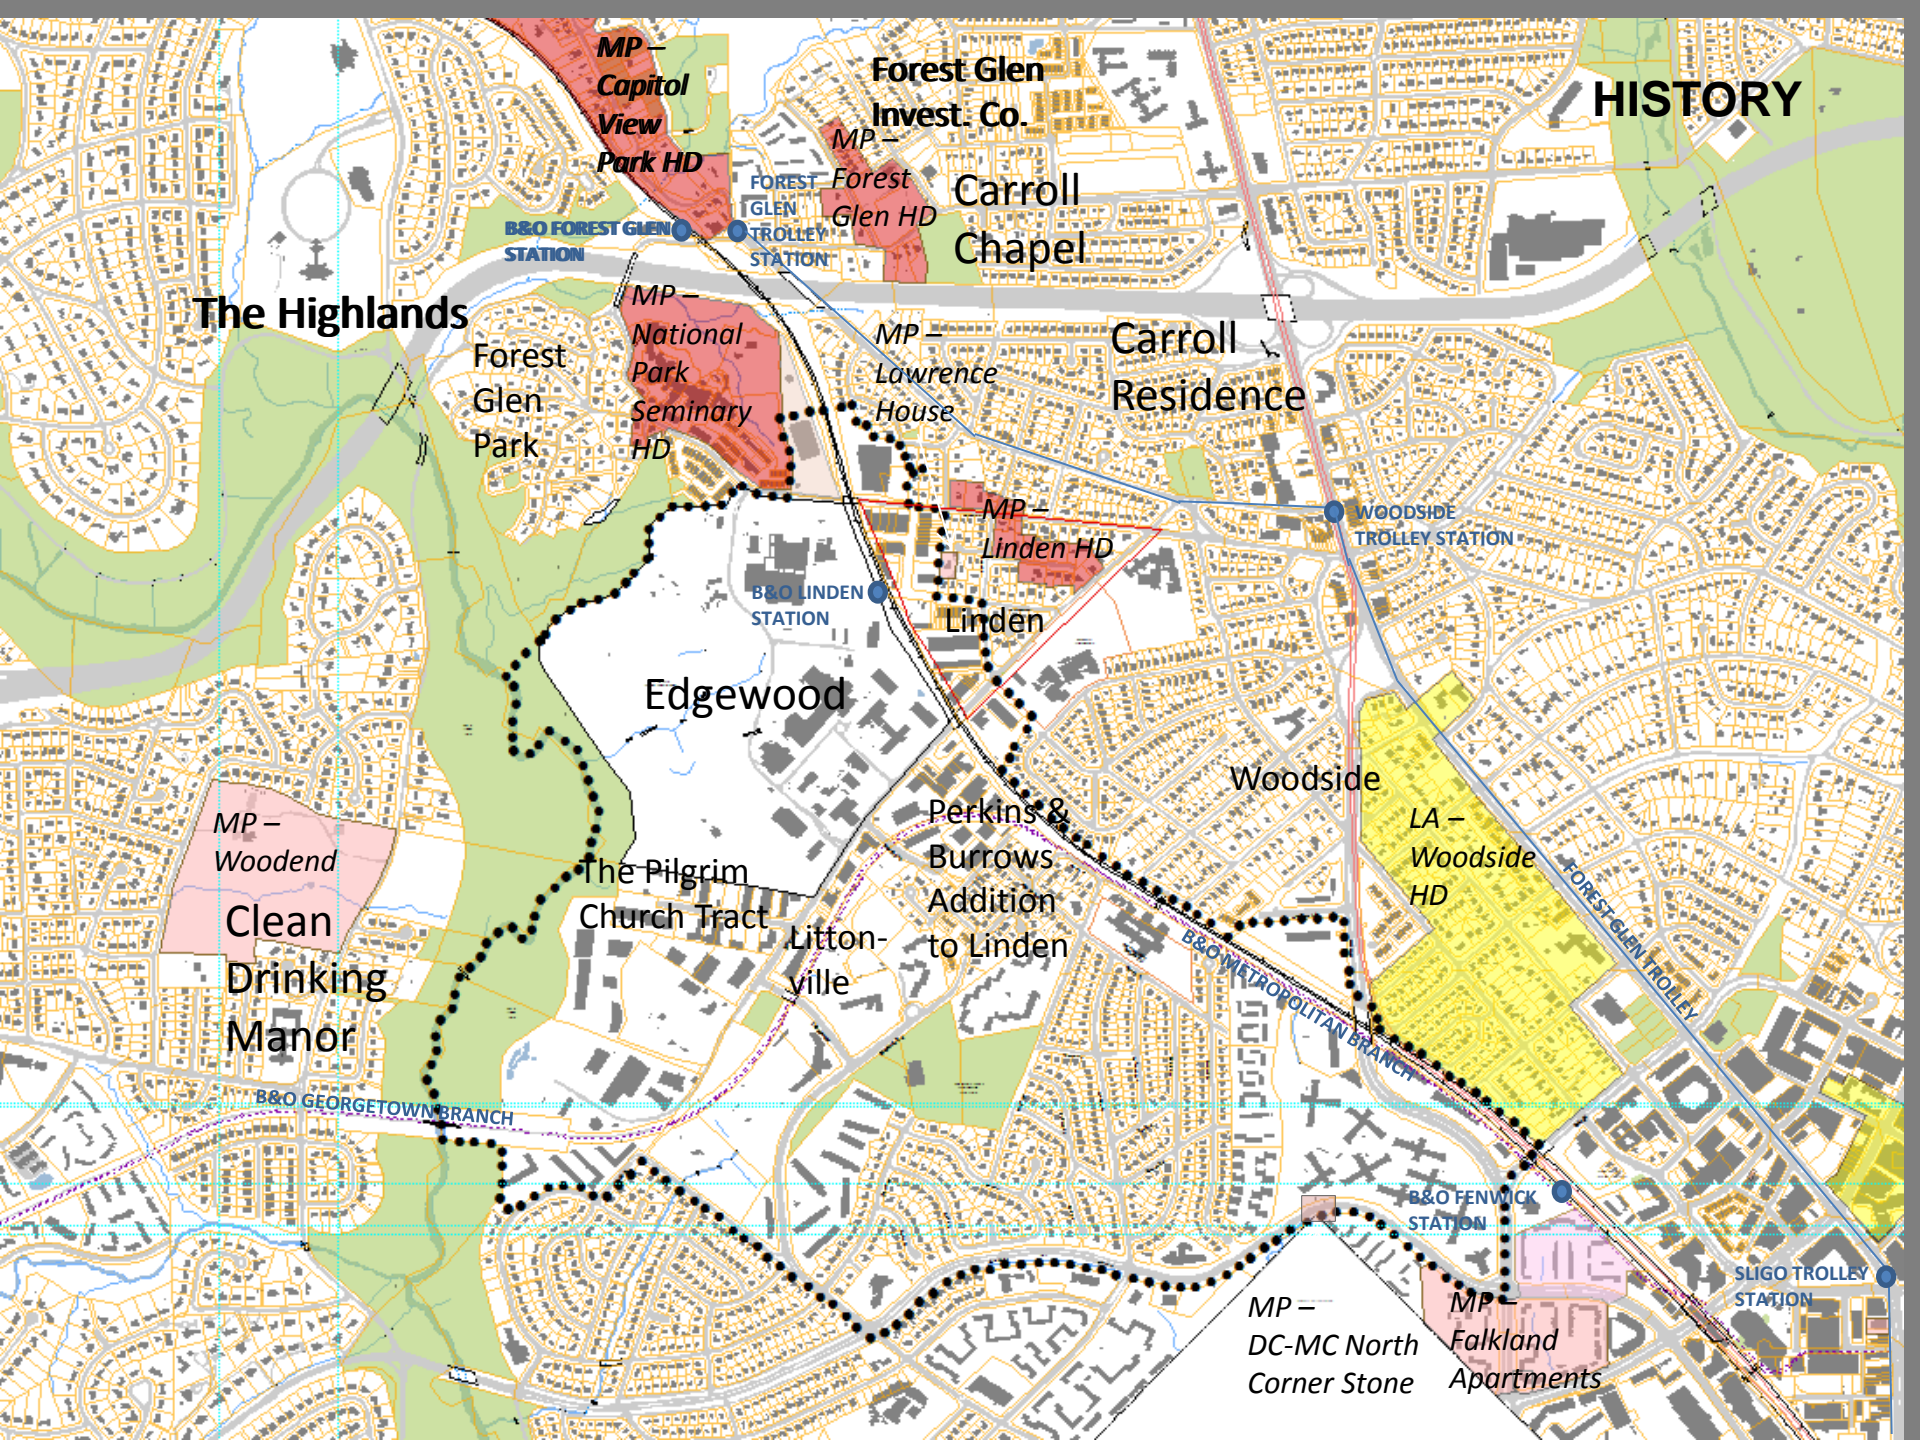 HISTORY
MP –
Capitol
View
Park HD
Forest Glen
Invest. Co.
MP –
Forest
Glen HD
FOREST
GLEN
TROLLEY
STATION
Carroll
Chapel
B&O FOREST GLEN
STATION
The Highlands
Forest
Glen
Park
MP –
National
Park
Seminary
HD
MP –
Lawrence
House
Carroll
Residence
MP –
Linden HD
WOODSIDE
TROLLEY STATION
B&O LINDEN
STATION
Linden
Edgewood
Woodside
MP –
Woodend
Clean
Drinking
Manor
The Pilgrim
Church Tract
Litton-
ville
Perkins &
Burrows
Addition
to Linden
LA –
Woodside
HD
FOREST GLEN TROLLEY
B&O METROPOLITAN BRANCH
B&O GEORGETOWN BRANCH
B&O FENWICK
STATION
SLIGO TROLLEY
STATION
MP –
DC-MC North
Corner Stone
MP –
Falkland
Apartments